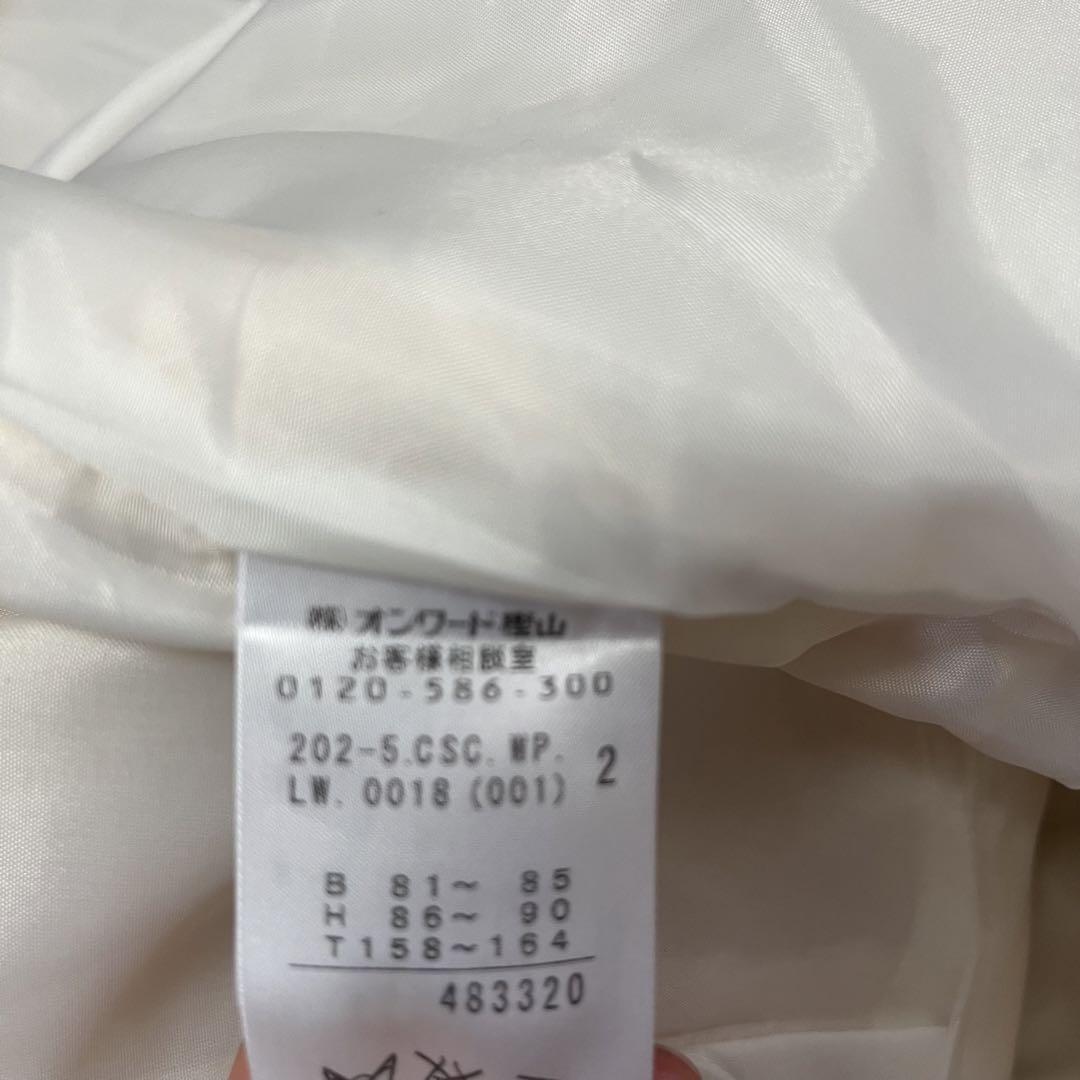 ㈱オンワード樫山
お客様相談室
0120-586-300
202-5.CSC.WP. 2
LW.0018(001)
B 81～ 85
H 86～ 90
T158～164
483320